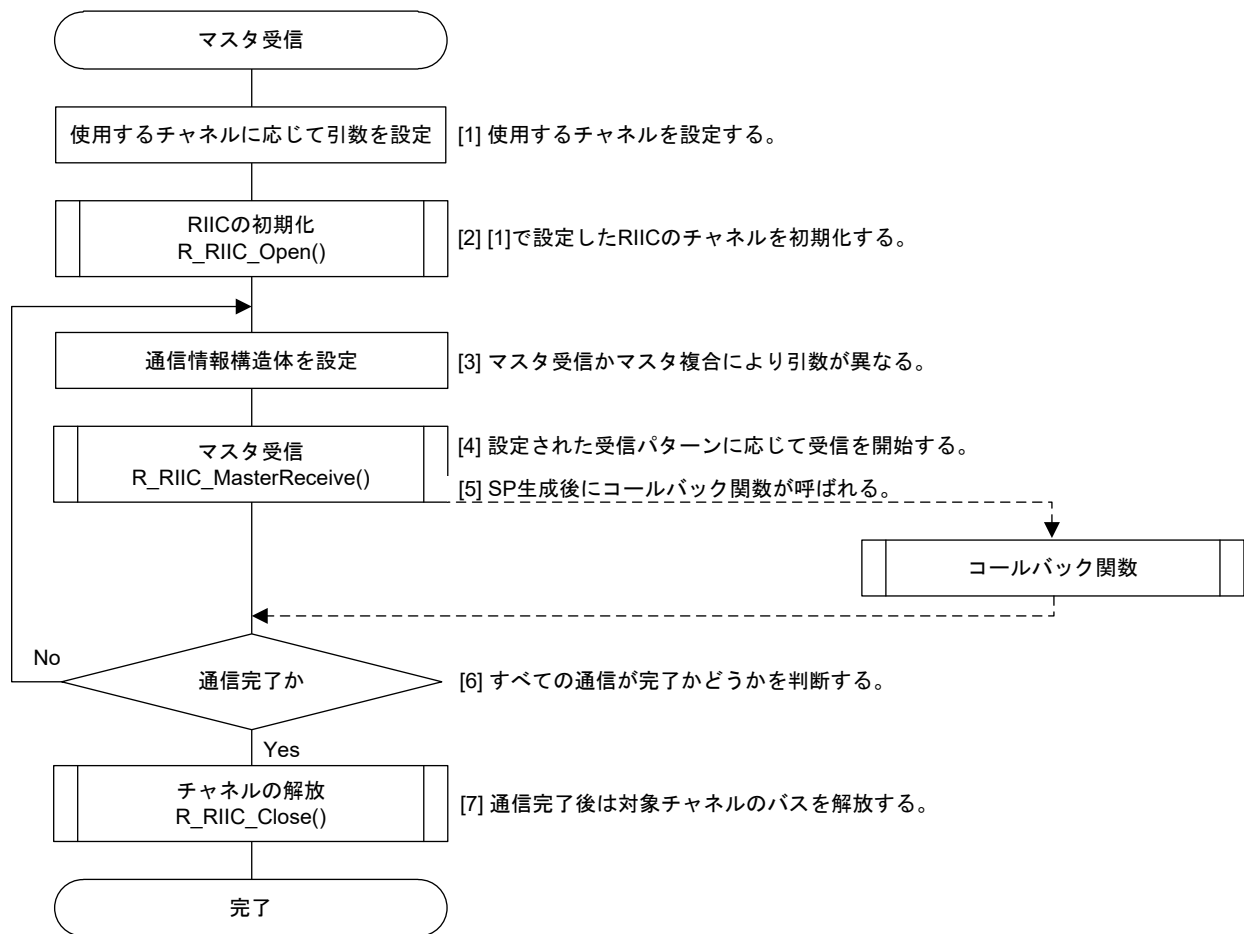 マスタ受信
使用するチャネルに応じて引数を設定
[1] 使用するチャネルを設定する。
RIICの初期化
R_RIIC_Open()
[2] [1]で設定したRIICのチャネルを初期化する。
通信情報構造体を設定
[3] マスタ受信かマスタ複合により引数が異なる。
マスタ受信
R_RIIC_MasterReceive()
[4] 設定された受信パターンに応じて受信を開始する。
[5] SP生成後にコールバック関数が呼ばれる。
コールバック関数
No
通信完了か
[6] すべての通信が完了かどうかを判断する。
Yes
チャネルの解放
R_RIIC_Close()
[7] 通信完了後は対象チャネルのバスを解放する。
完了